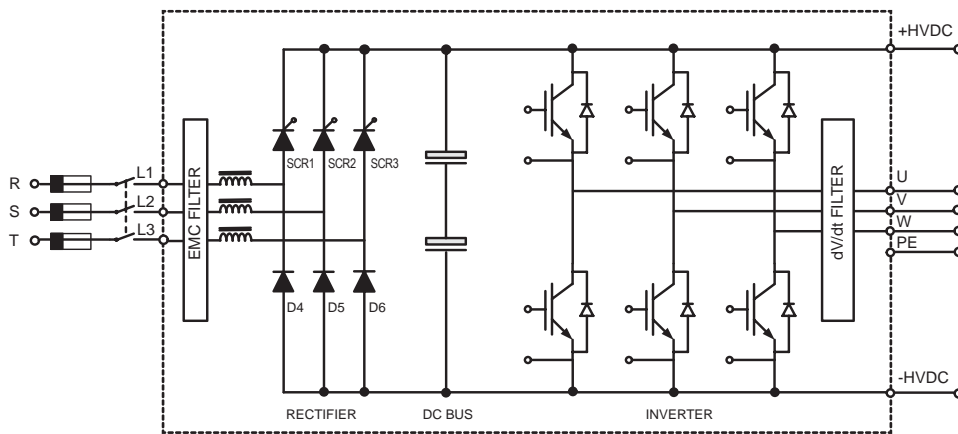 +HVDC
SCR1
SCR2
SCR3
R
L1
S
L2
T
L3
EMC FILTER
dV/dt FILTER
U
V
W
PE
D4
D5
D6
-HVDC
RECTIFIER
DC BUS
INVERTER